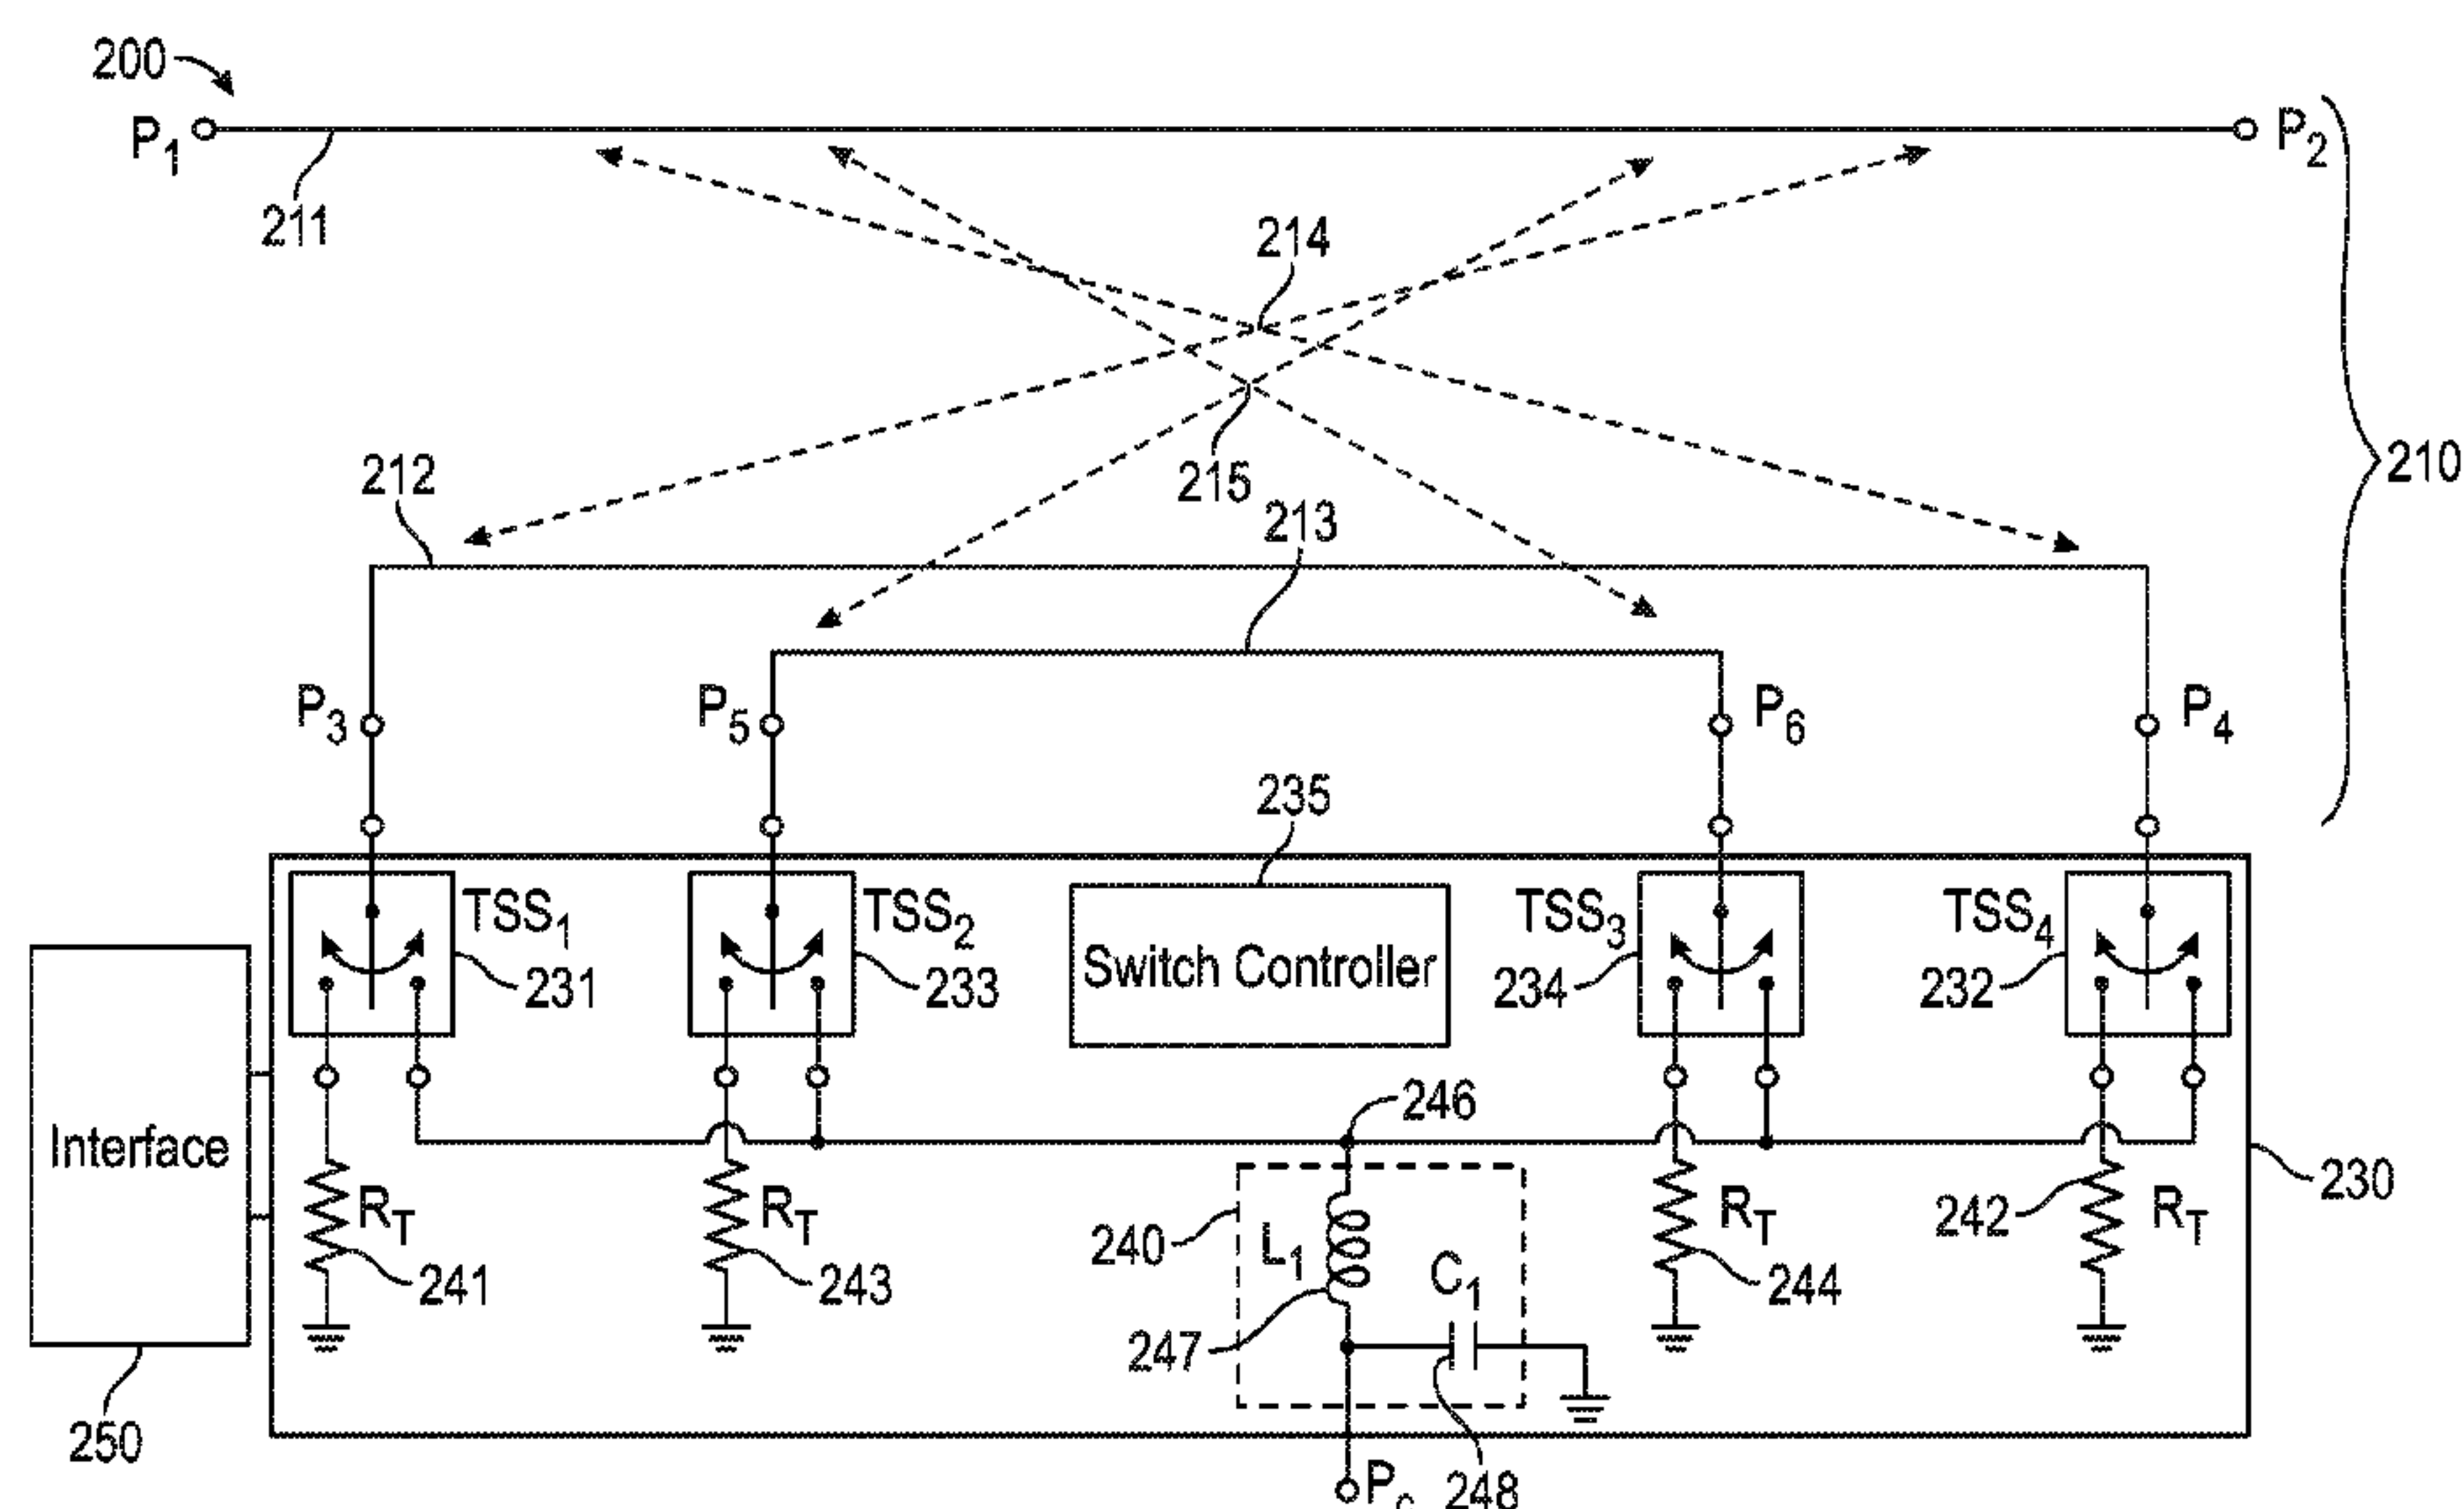 200
P1
P2
211
214
210
212
215
213
P3
P5
P6
P4
235
TSS1
TSS2
Switch Controller
TSS3
TSS4
231
233
234
232
Interface
246
230
RT
RT
240
L1
C1
RT
242
RT
241
243
247
244
250
248